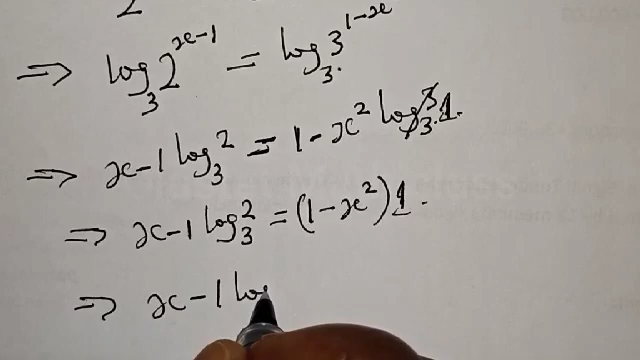 2
⇒ log₃ 2^(x-1) = log₃ 3^(1-x
⇒ x-1 log₃ 2 = 1-x² log₃ 3 1.
⇒ x-1 log₃ 2 = (1-x²) 1.
⇒ x-1 lo